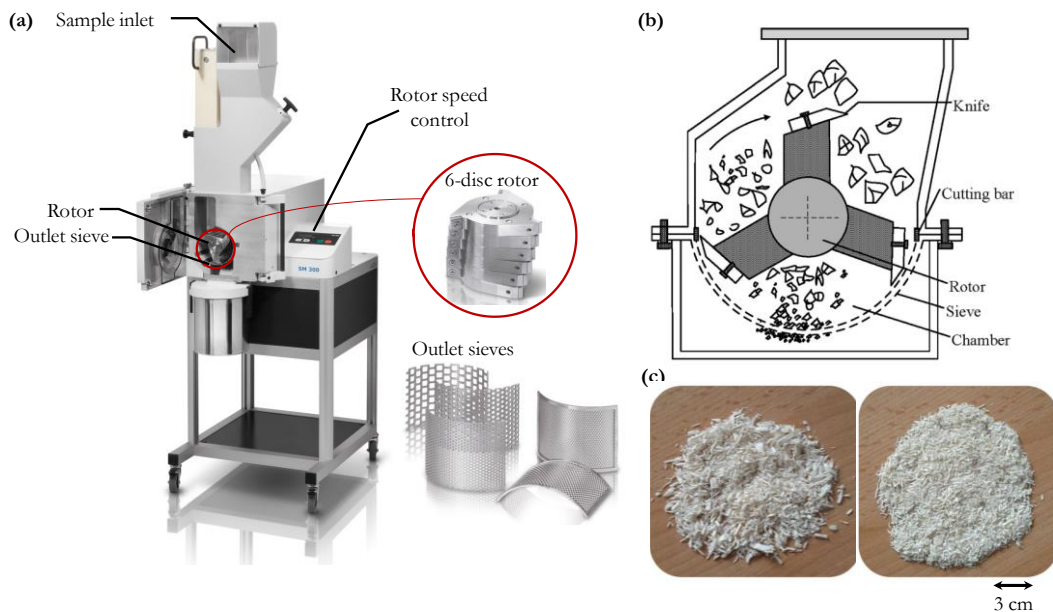 (a)
Sample inlet
Rotor speed
control
6-disc rotor
Rotor
Outlet sieve
SM 300
Outlet sieves
(b)
Knife
Cutting bar
Rotor
Sieve
Chamber
(c)
3 cm